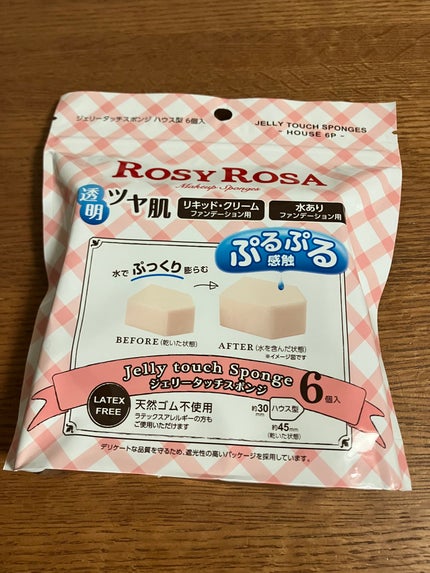 ジェリータッチスポンジ ハウス型 6個入
JELLY TOUCH SPONGES
- HOUSE 6P -
ROSY ROSA
Makeup Sponges
透明
ツヤ肌
リキッド・クリーム
ファンデーション用
水あり
ファンデーション用
ぷるぷる
感触
水でぷっくり膨らむ
BEFORE(乾いた状態)
AFTER(水を含んだ状態)
※イメージ図です
Jelly touch Sponge
ジェリータッチスポンジ
6個入
LATEX
FREE
天然ゴム不使用
ラテックスアレルギーの方も
ご使用いただけます
約30mm
ハウス型
約45mm
(乾いた状態)
デリケートな品質を守るため、遮光性の高いパッケージを採用しています。